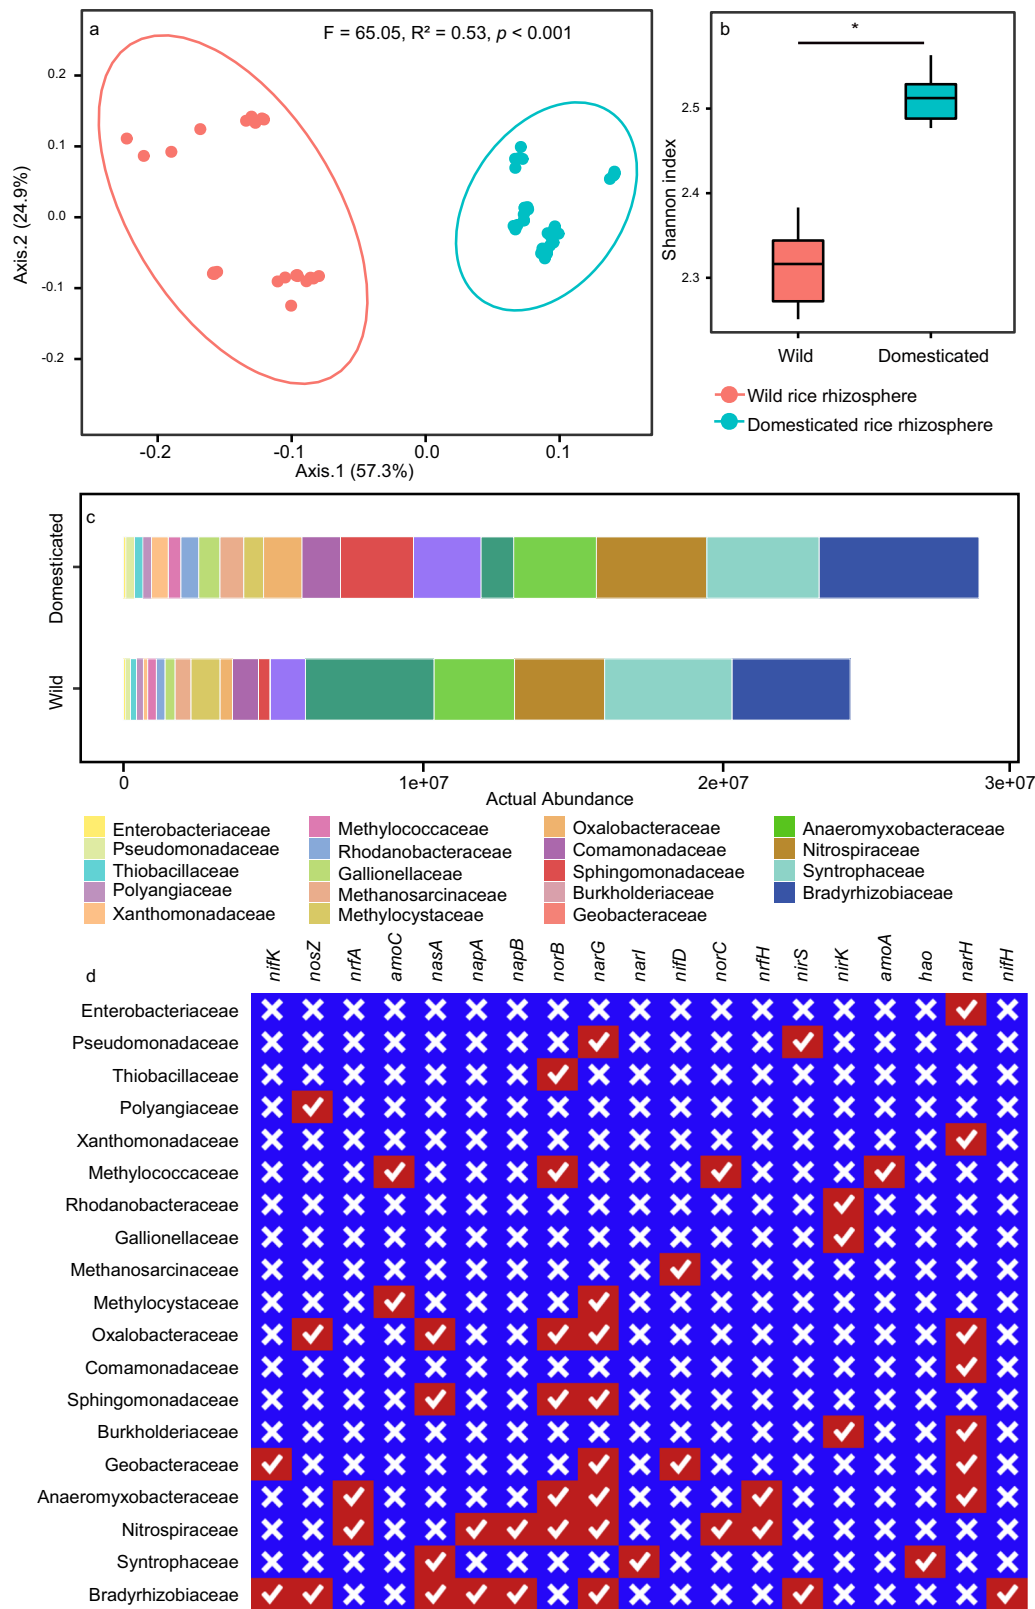 a
F = 65.05, R² = 0.53, p < 0.001
0.2
0.1
0.0
-0.1
-0.2
Axis.2 (24.9%)
-0.2
-0.1
0.0
0.1
Axis.1 (57.3%)
b
*
2.5
2.4
2.3
Shannon index
Wild
Domesticated
Wild rice rhizosphere
Domesticated rice rhizosphere
c
Domesticated
Wild
0
1e+07
2e+07
3e+07
Actual Abundance
Enterobacteriaceae
Pseudomonadaceae
Thiobacillaceae
Polyangiaceae
Xanthomonadaceae
Methylococcaceae
Rhodanobacteraceae
Gallionellaceae
Methanosarcinaceae
Methylocystaceae
Oxalobacteraceae
Comamonadaceae
Sphingomonadaceae
Burkholderiaceae
Geobacteraceae
Anaeromyxobacteraceae
Nitrospiraceae
Syntrophaceae
Bradyrhizobiaceae
d
nifK
nosZ
nrfA
amoC
nasA
napA
napB
norB
narG
narI
nifD
norC
nrfH
nirS
nirK
amoA
hao
narH
nifH
Enterobacteriaceae
Pseudomonadaceae
Thiobacillaceae
Polyangiaceae
Xanthomonadaceae
Methylococcaceae
Rhodanobacteraceae
Gallionellaceae
Methanosarcinaceae
Methylocystaceae
Oxalobacteraceae
Comamonadaceae
Sphingomonadaceae
Burkholderiaceae
Geobacteraceae
Anaeromyxobacteraceae
Nitrospiraceae
Syntrophaceae
Bradyrhizobiaceae